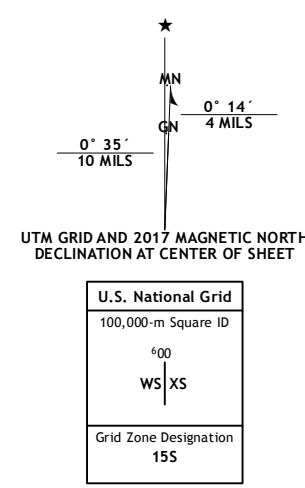 ★
MN
0° 14´
4 MILS
GN
0° 35´
10 MILS
UTM GRID AND 2017 MAGNETIC NORTH
DECLINATION AT CENTER OF SHEET
U.S. National Grid
100,000-m Square ID
⁶00
WS XS
Grid Zone Designation
15S